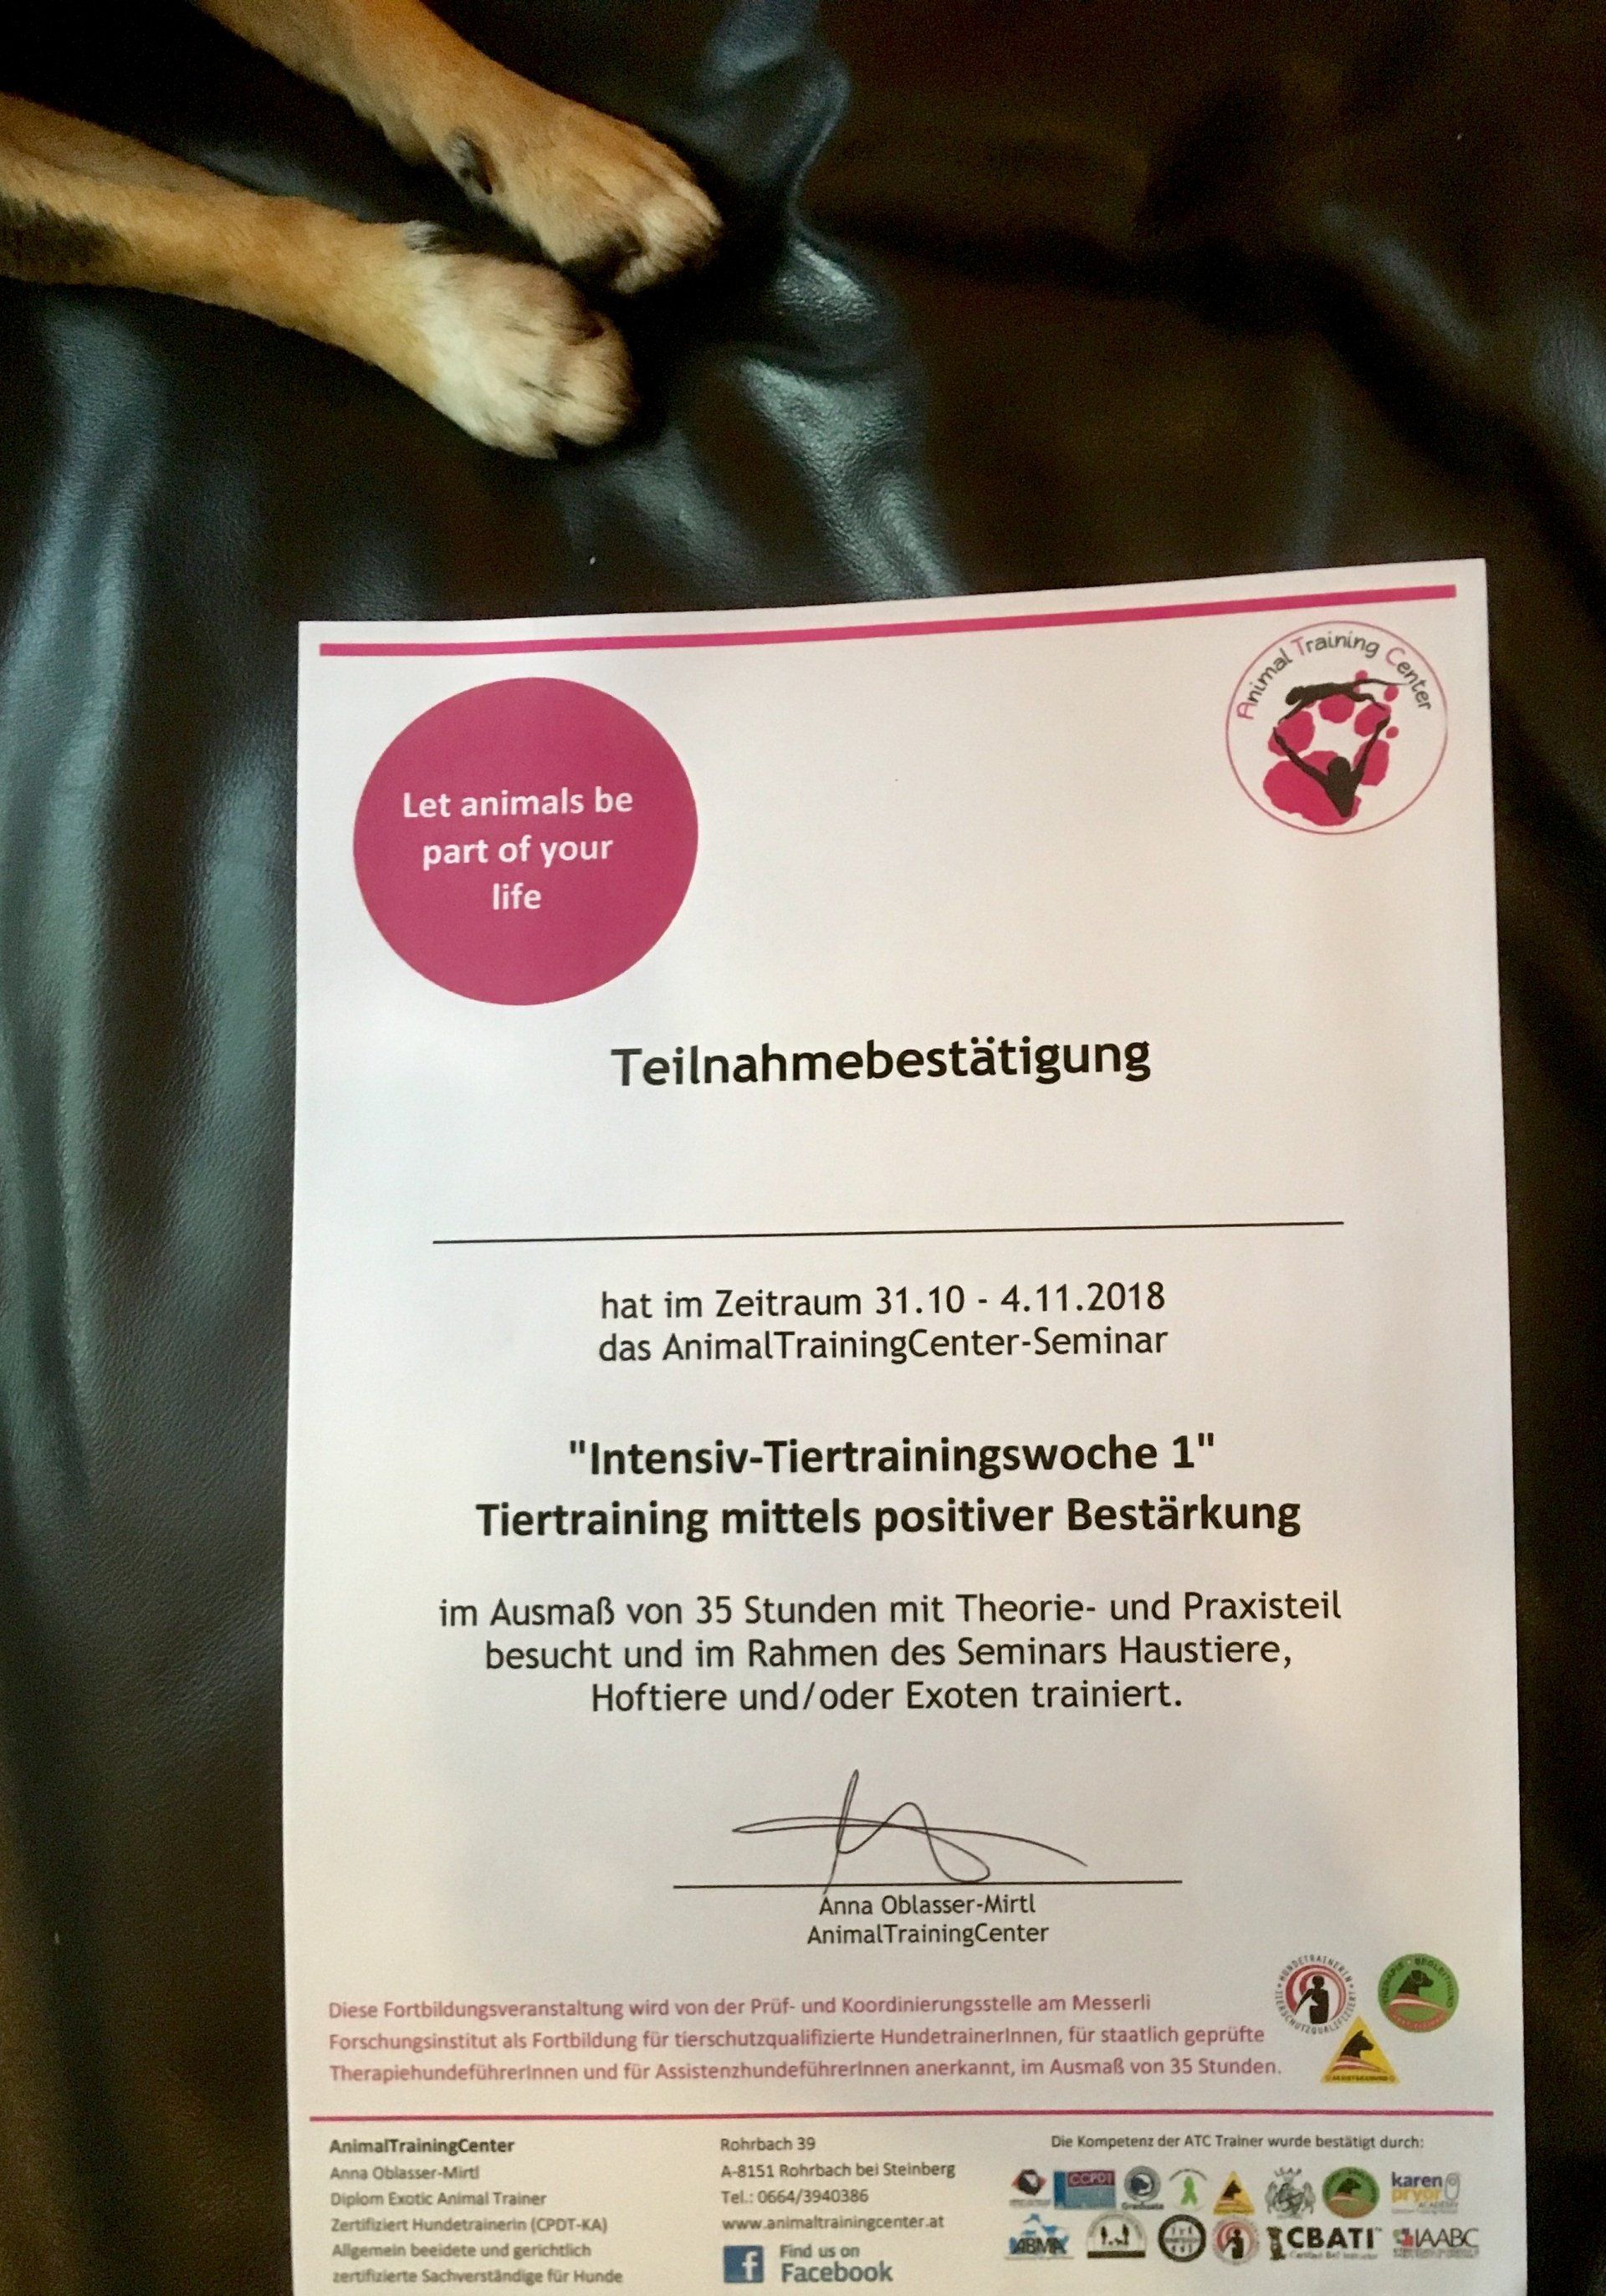 Animal Training Center
Let animals be
part of your
life
Teilnahmebestätigung
hat im Zeitraum 31.10 - 4.11.2018
das AnimalTrainingCenter-Seminar
"Intensiv-Tiertrainingswoche 1"
Tiertraining mittels positiver Bestärkung
im Ausmaß von 35 Stunden mit Theorie- und Praxisteil
besucht und im Rahmen des Seminars Haustiere,
Hoftiere und/oder Exoten trainiert.
Anna Oblasser-Mirtl
AnimalTrainingCenter
Diese Fortbildungsveranstaltung wird von der Prüf- und Koordinierungsstelle am Messerli
Forschungsinstitut als Fortbildung für tierschutzqualifizierte HundetrainerInnen, für staatlich geprüfte
TherapiehundeführerInnen und für AssistenzhundeführerInnen anerkannt, im Ausmaß von 35 Stunden.
AnimalTrainingCenter
Anna Oblasser-Mirtl
Diplom Exotic Animal Trainer
Zertifiziert Hundetrainerin (CPDT-KA)
Allgemein beeidete und gerichtlich
zertifizierte Sachverständige für Hunde
Rohrbach 39
A-8151 Rohrbach bei Steinberg
Tel.: 0664/3940386
www.animaltrainingcenter.at
Find us on
Facebook
Die Kompetenz der ATC Trainer wurde bestätigt durch:
CCPDT
Graduate
karen
pryor
ACADEMY
ABMA
CBATI
IAABC